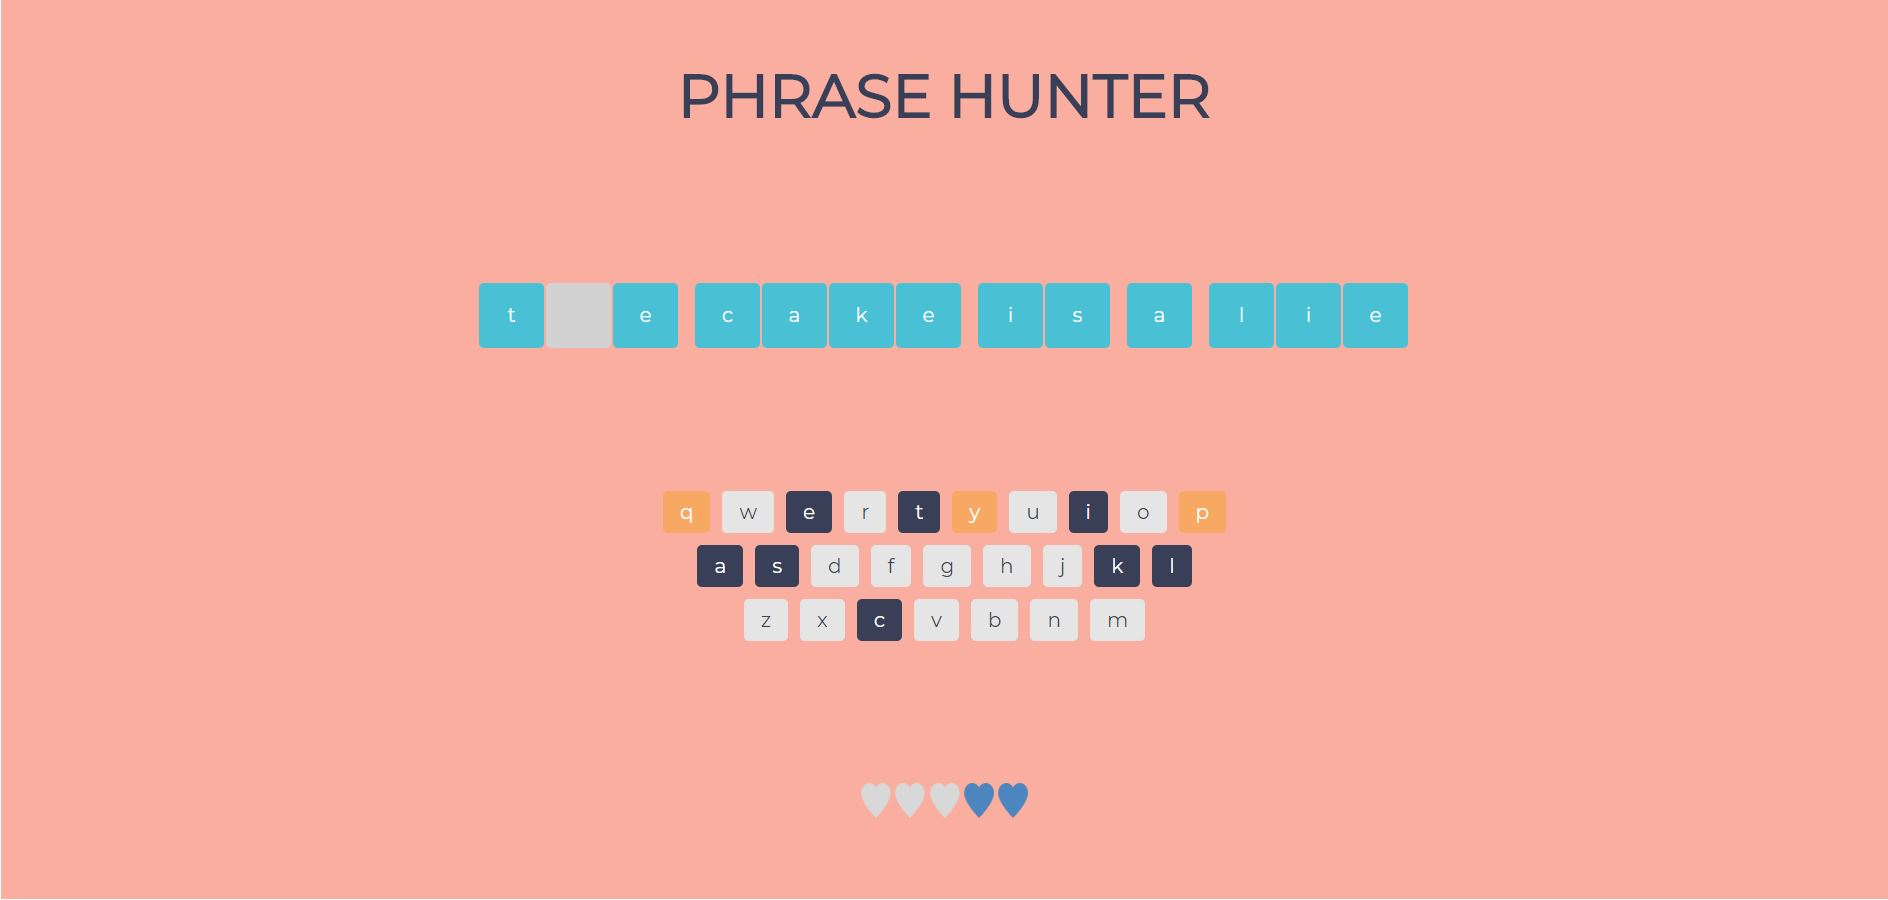 PHRASE HUNTER
t e c a k e i s a l i e
q w e r t y u i o p
a s d f g h j k l
z x c v b n m